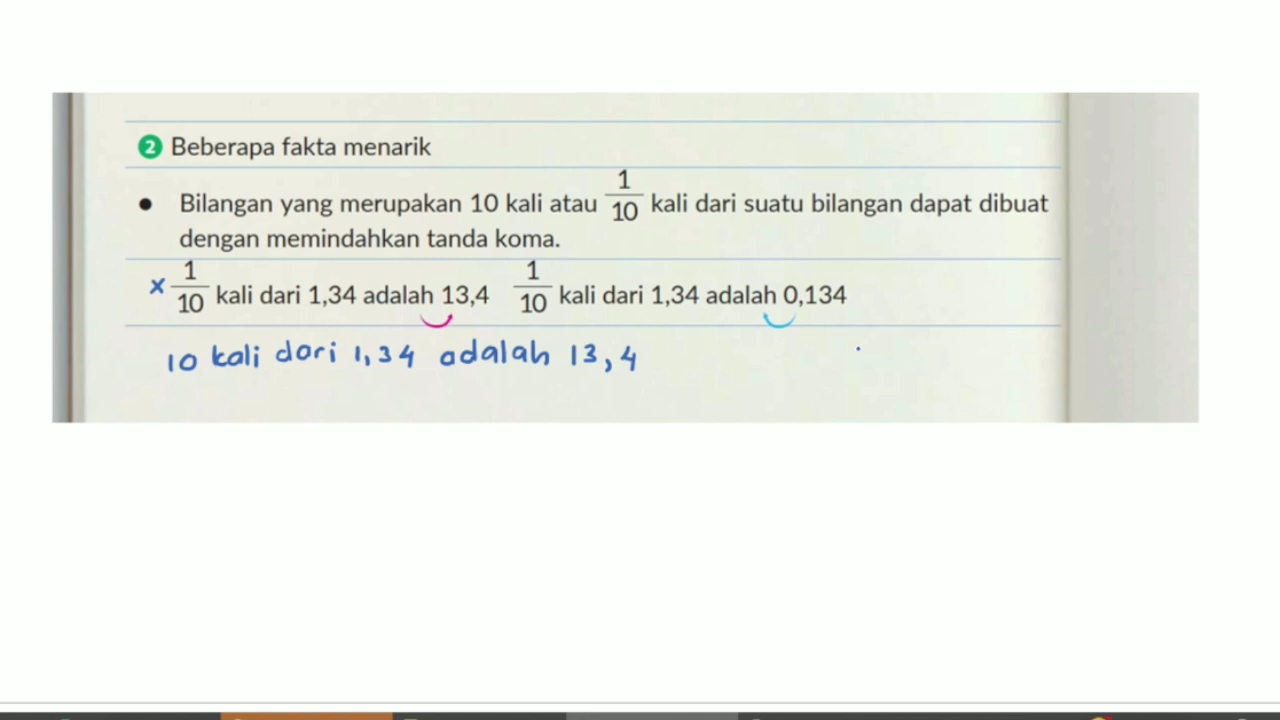 2 Beberapa fakta menarik
• Bilangan yang merupakan 10 kali atau 1/10 kali dari suatu bilangan dapat dibuat
dengan memindahkan tanda koma.
x 1/10 kali dari 1,34 adalah 13,4 1/10 kali dari 1,34 adalah 0,134
10 kali dari 1,34 adalah 13,4